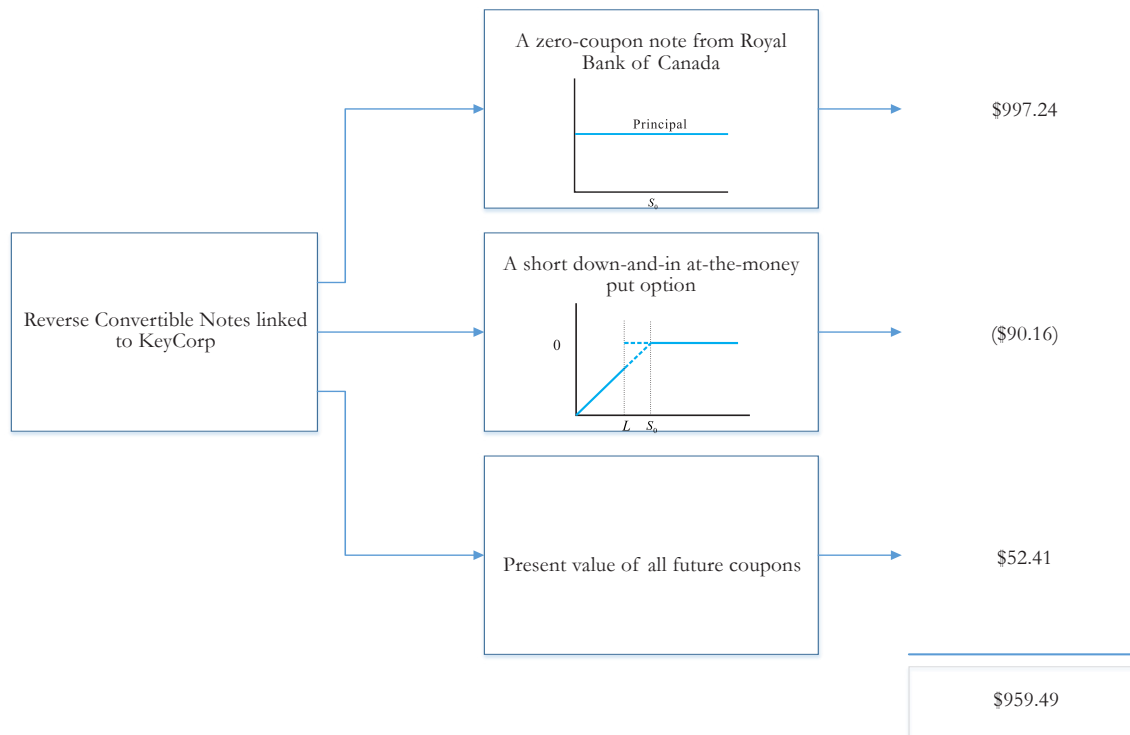 A zero-coupon note from Royal
Bank of Canada
Principal
S₀
$997.24
Reverse Convertible Notes linked
to KeyCorp
A short down-and-in at-the-money
put option
0
L S₀
($90.16)
Present value of all future coupons
$52.41
$959.49